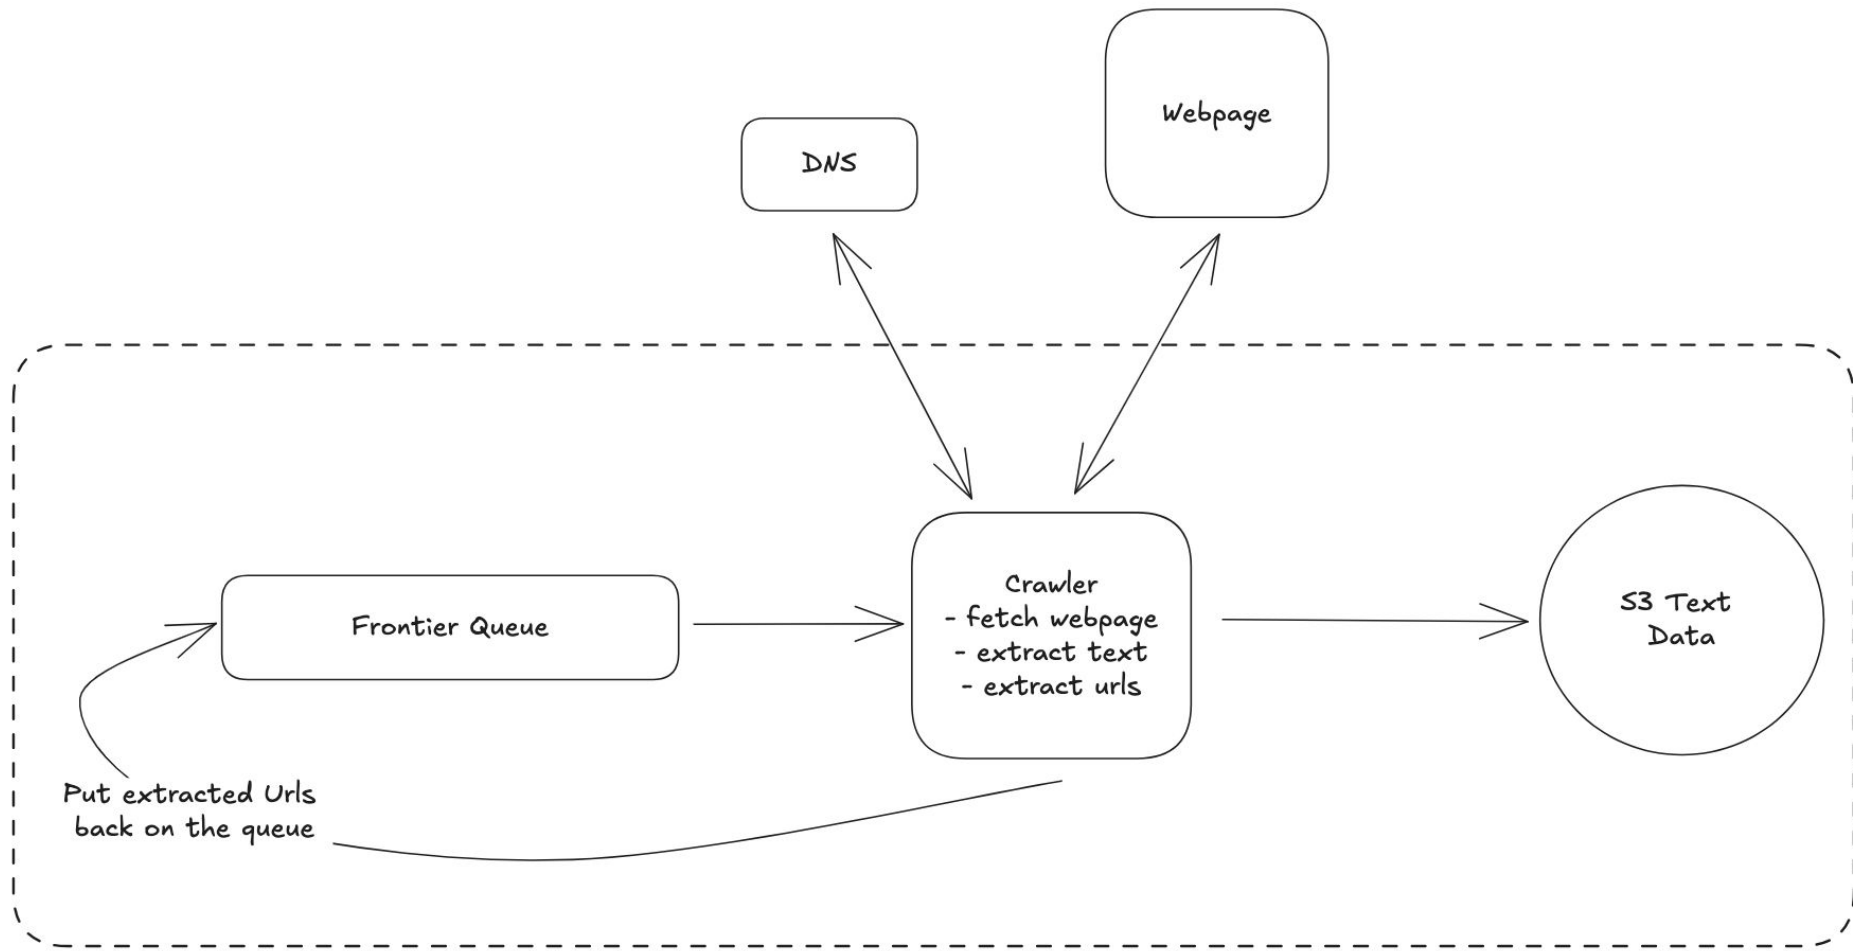 Webpage
DNS
Frontier Queue
Crawler
- fetch webpage
- extract text
- extract urls
S3 Text
Data
Put extracted Urls
back on the queue